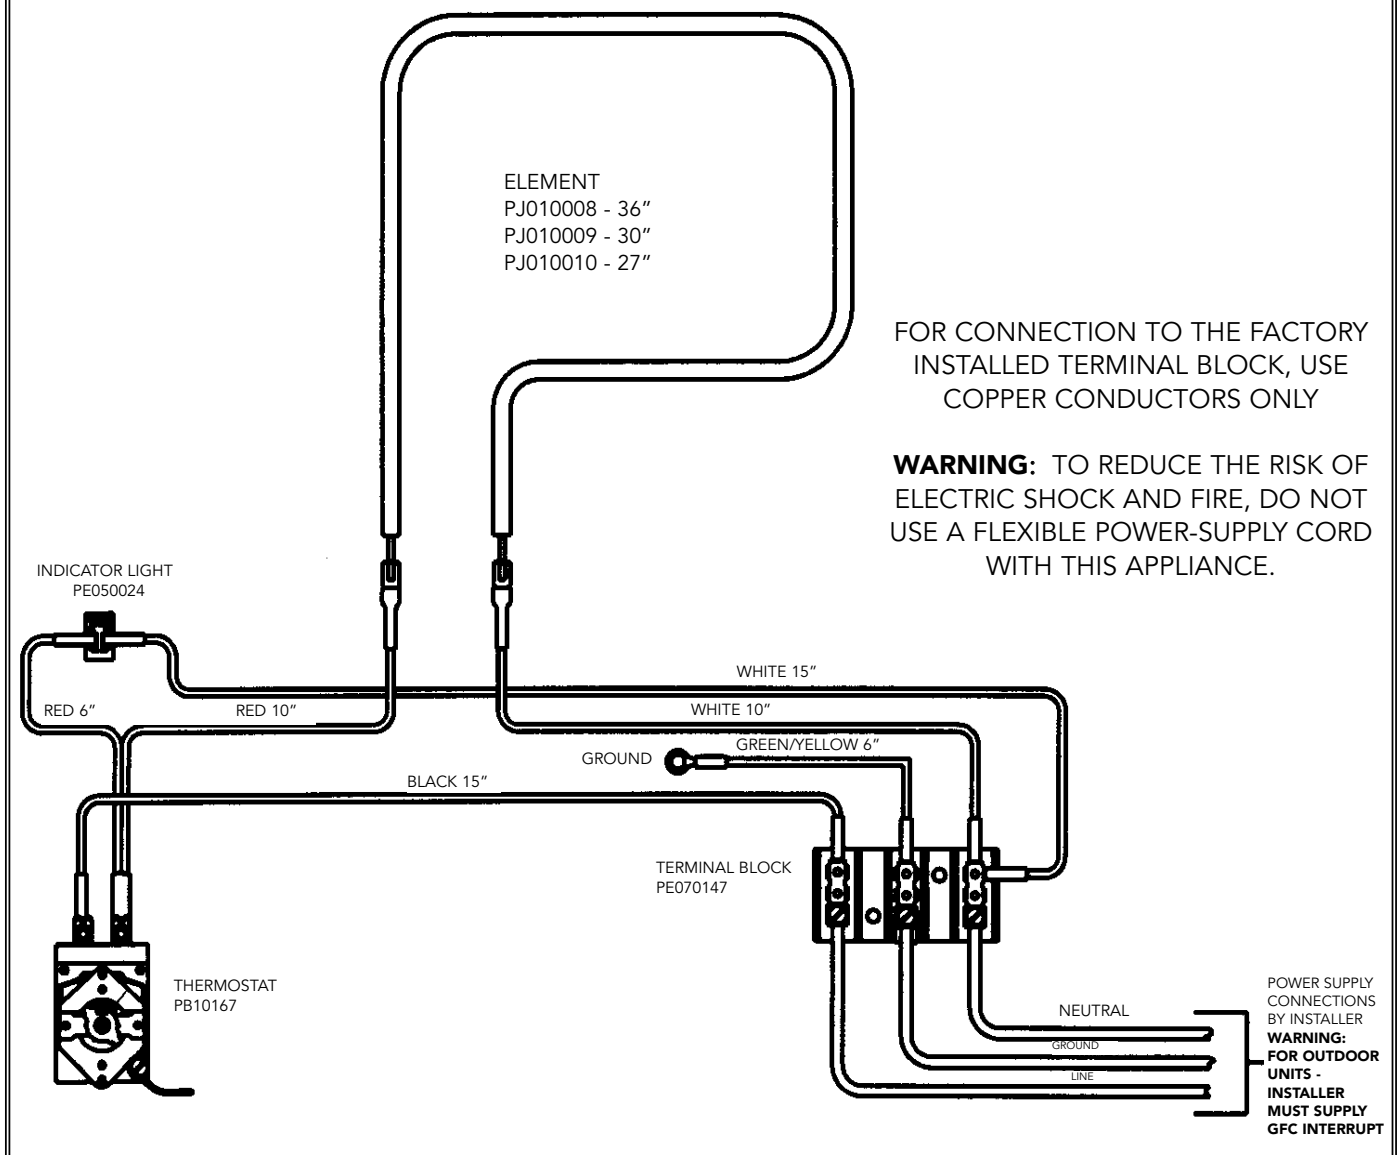 ELEMENT
PJ010008 - 36”
PJ010009 - 30”
PJ010010 - 27”
FOR CONNECTION TO THE FACTORY
INSTALLED TERMINAL BLOCK, USE
COPPER CONDUCTORS ONLY
WARNING: TO REDUCE THE RISK OF
ELECTRIC SHOCK AND FIRE, DO NOT
USE A FLEXIBLE POWER-SUPPLY CORD
WITH THIS APPLIANCE.
INDICATOR LIGHT
PE050024
WHITE 15”
RED 6”
RED 10”
WHITE 10”
GREEN/YELLOW 6”
GROUND
BLACK 15”
TERMINAL BLOCK
PE070147
THERMOSTAT
PB10167
NEUTRAL
GROUND
LINE
POWER SUPPLY
CONNECTIONS
BY INSTALLER
WARNING:
FOR OUTDOOR
UNITS -
INSTALLER
MUST SUPPLY
GFC INTERRUPT